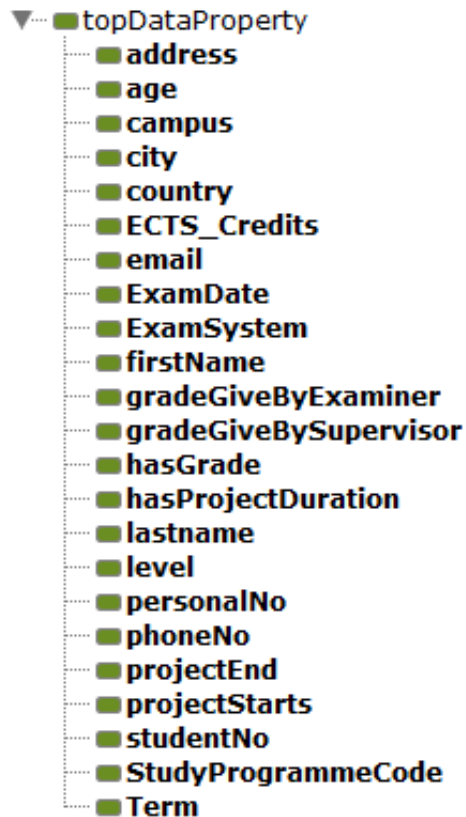 topDataProperty
address
age
campus
city
country
ECTS_Credits
email
ExamDate
ExamSystem
firstName
gradeGiveByExaminer
gradeGiveBySupervisor
hasGrade
hasProjectDuration
lastname
level
personalNo
phoneNo
projectEnd
projectStarts
studentNo
StudyProgrammeCode
Term